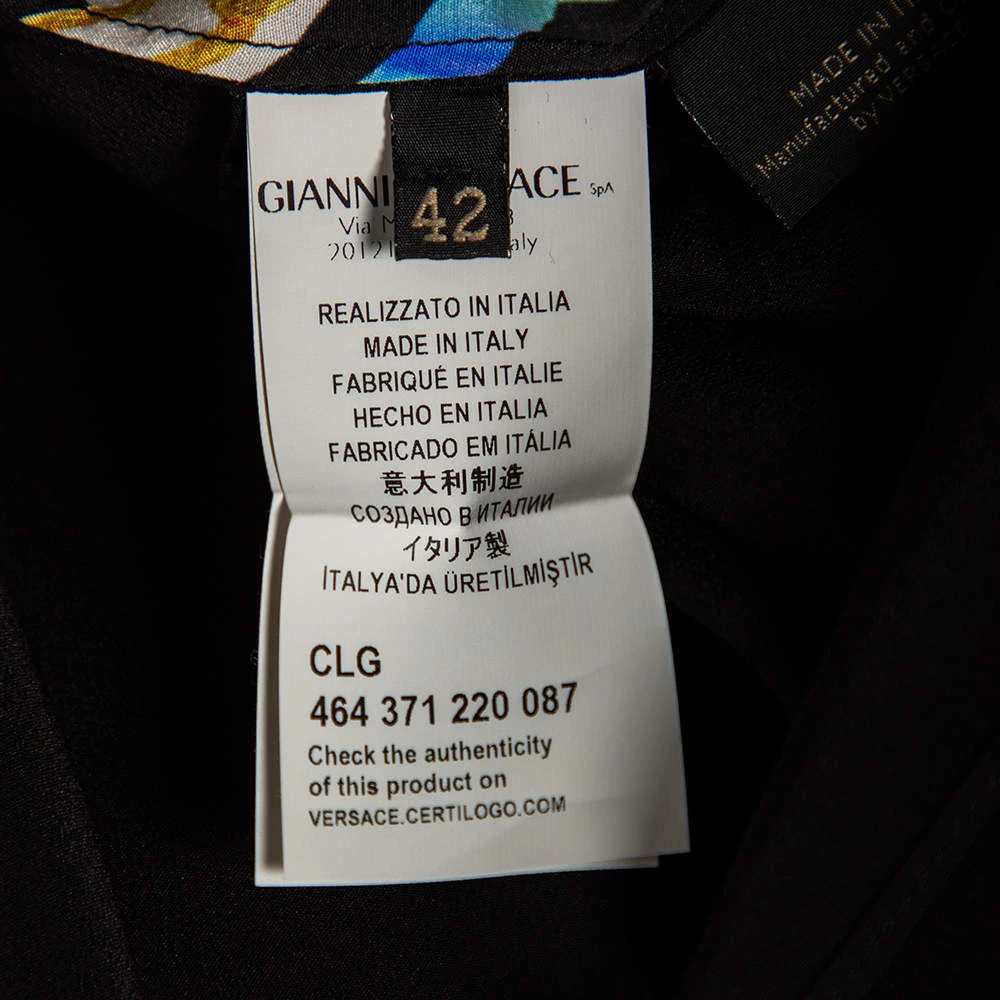 MADE IN
Manufactured and
by
GIANNI ACE SpA
42
Via
20121
REALIZZATO IN ITALIA
MADE IN ITALY
FABRIQUÉ EN ITALIE
HECHO EN ITALIA
FABRICADO EM ITÁLIA
意大利制造
СОЗДАНО В ИТАЛИИ
イタリア製
İTALYA'DA ÜRETİLMİŞTİR
CLG
464 371 220 087
Check the authenticity
of this product on
VERSACE.CERTILOGO.COM